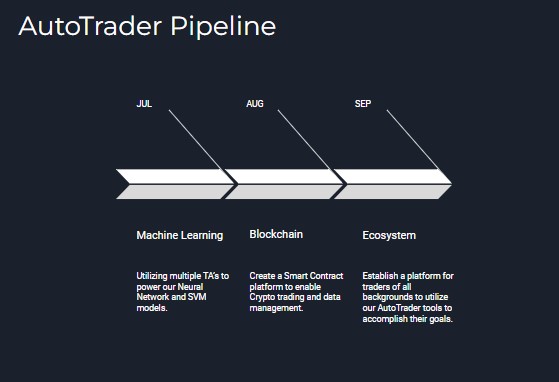 AutoTrader Pipeline
JUL
AUG
SEP
Machine Learning
Utilizing multiple TA's to
power our Neural
Network and SVM
models.
Blockchain
Create a Smart Contract
platform to enable
Crypto trading and data
management.
Ecosystem
Establish a platform for
traders of all
backgrounds to utilize
our AutoTrader tools to
accomplish their goals.